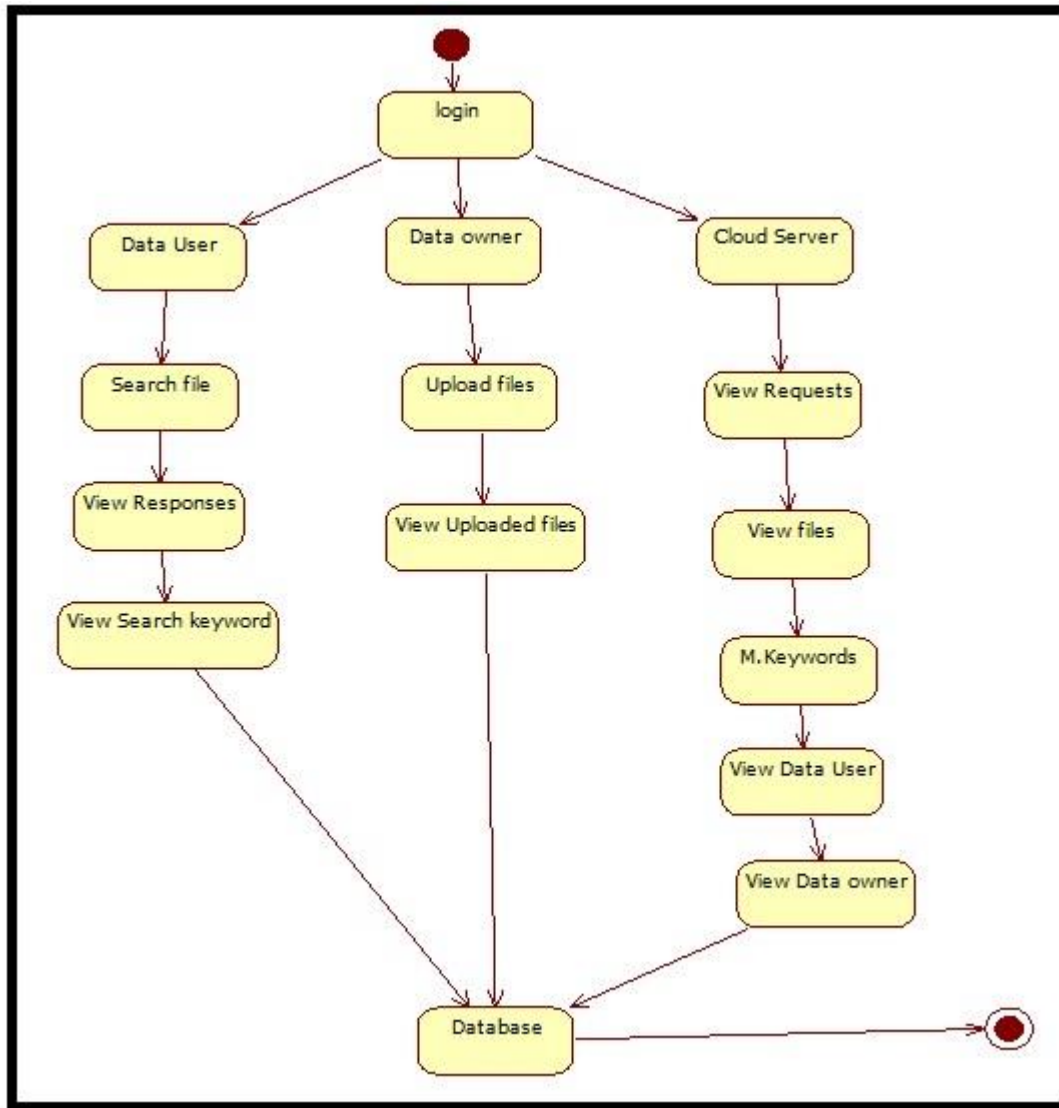 login
Data User
Data owner
Cloud Server
Search file
Upload files
View Requests
View Responses
View Uploaded files
View files
View Search keyword
M.Keywords
View Data User
View Data owner
Database